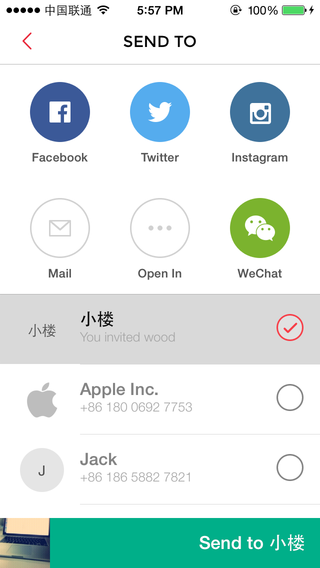 中国联通 5:57 PM 100%
SEND TO
Facebook Twitter Instagram
Mail Open In WeChat
小楼 小楼
You invited wood
Apple Inc.
+86 180 0692 7753
J Jack
+86 186 5882 7821
Send to 小楼